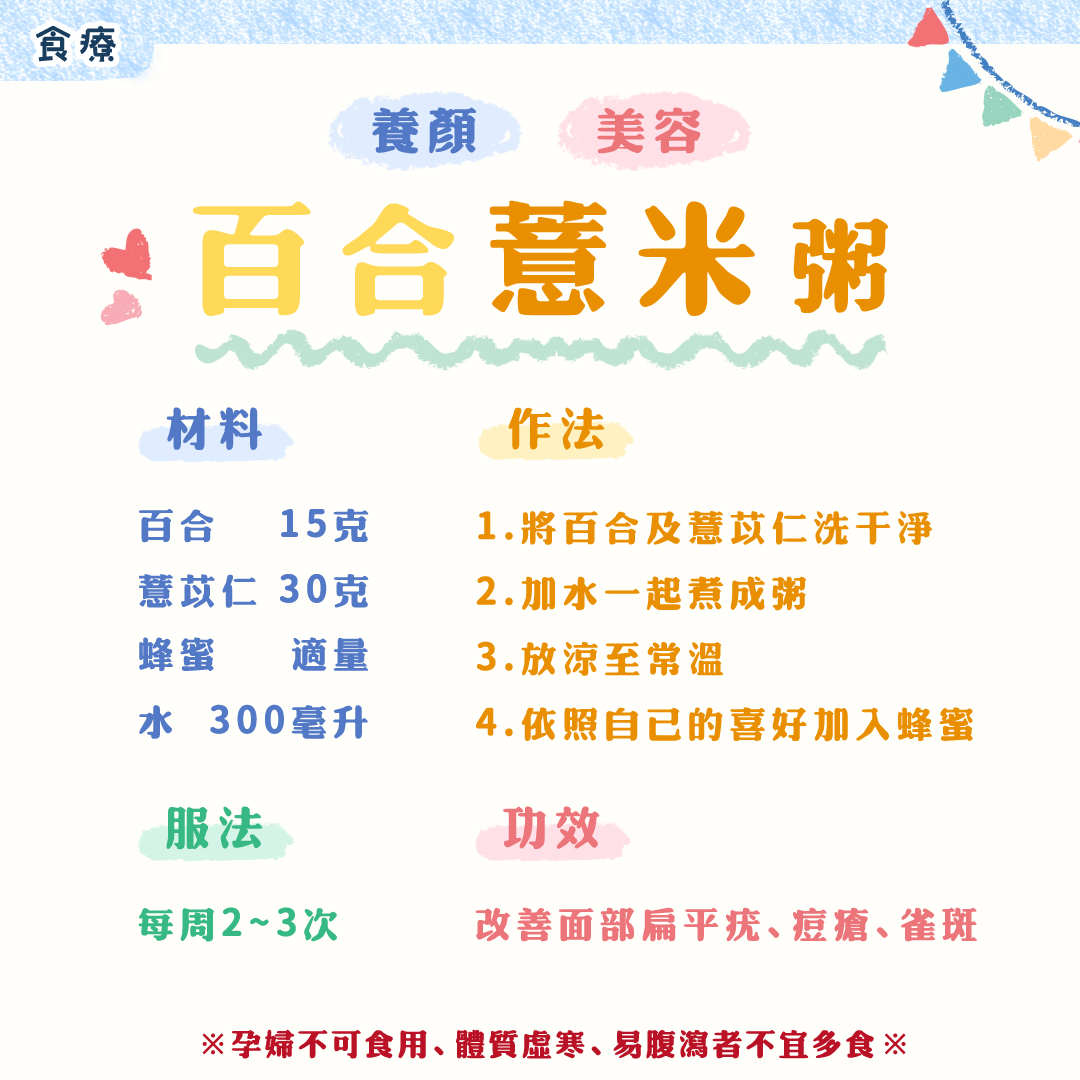 食療
養顏 美容
百合薏米粥
材料
百合 15克
薏苡仁 30克
蜂蜜 適量
水 300毫升
作法
1.將百合及薏苡仁洗干淨
2.加水一起煮成粥
3.放涼至常溫
4.依照自己的喜好加入蜂蜜
服法
每周2~3次
功效
改善面部扁平疣、痘瘡、雀斑
※孕婦不可食用、體質虛寒、易腹瀉者不宜多食※